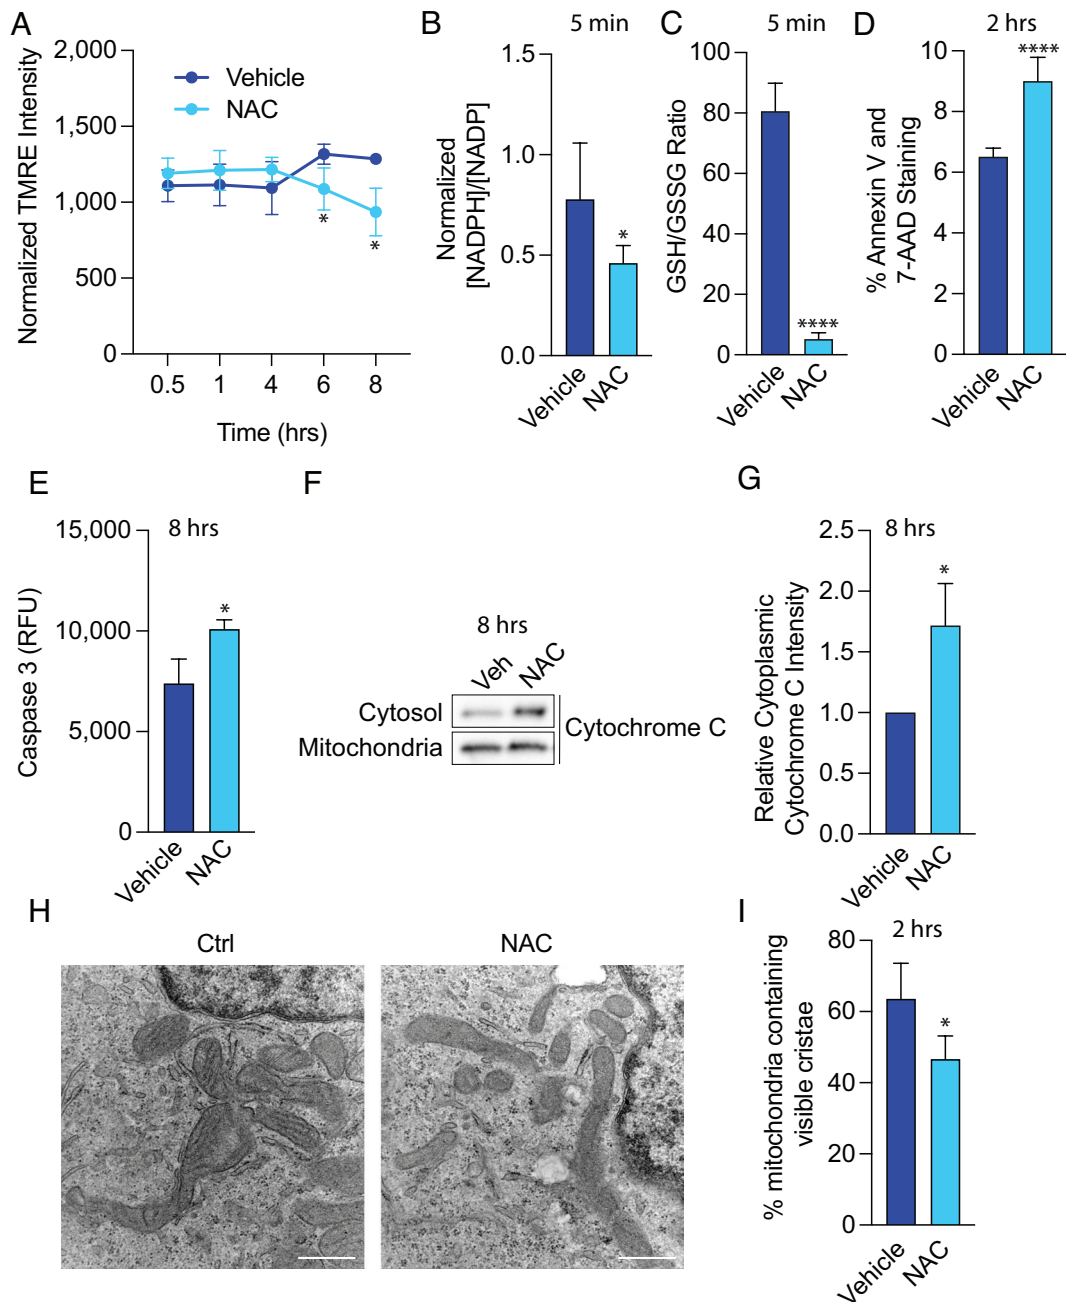 A
Normalized TMRE Intensity
2,000
1,500
1,000
500
0
Vehicle
NAC
*
*
0.5 1 4 6 8
Time (hrs)
B
5 min
Normalized
[NADPH]/[NADP]
1.5
1.0
0.5
0.0
*
Vehicle
NAC
C
5 min
GSH/GSSG Ratio
100
80
60
40
20
0
****
Vehicle
NAC
D
2 hrs
% Annexin V and
7-AAD Staining
10
8
6
4
2
0
****
Vehicle
NAC
E
8 hrs
Caspase 3 (RFU)
15,000
10,000
5,000
0
*
Vehicle
NAC
F
8 hrs
Veh NAC
Cytosol
Mitochondria
Cytochrome C
G
8 hrs
Relative Cytoplasmic
Cytochrome C Intensity
2.5
2.0
1.5
1.0
0.5
0.0
*
Vehicle
NAC
H
Ctrl
NAC
I
2 hrs
% mitochondria containing
visible cristae
80
60
40
20
0
*
Vehicle
NAC